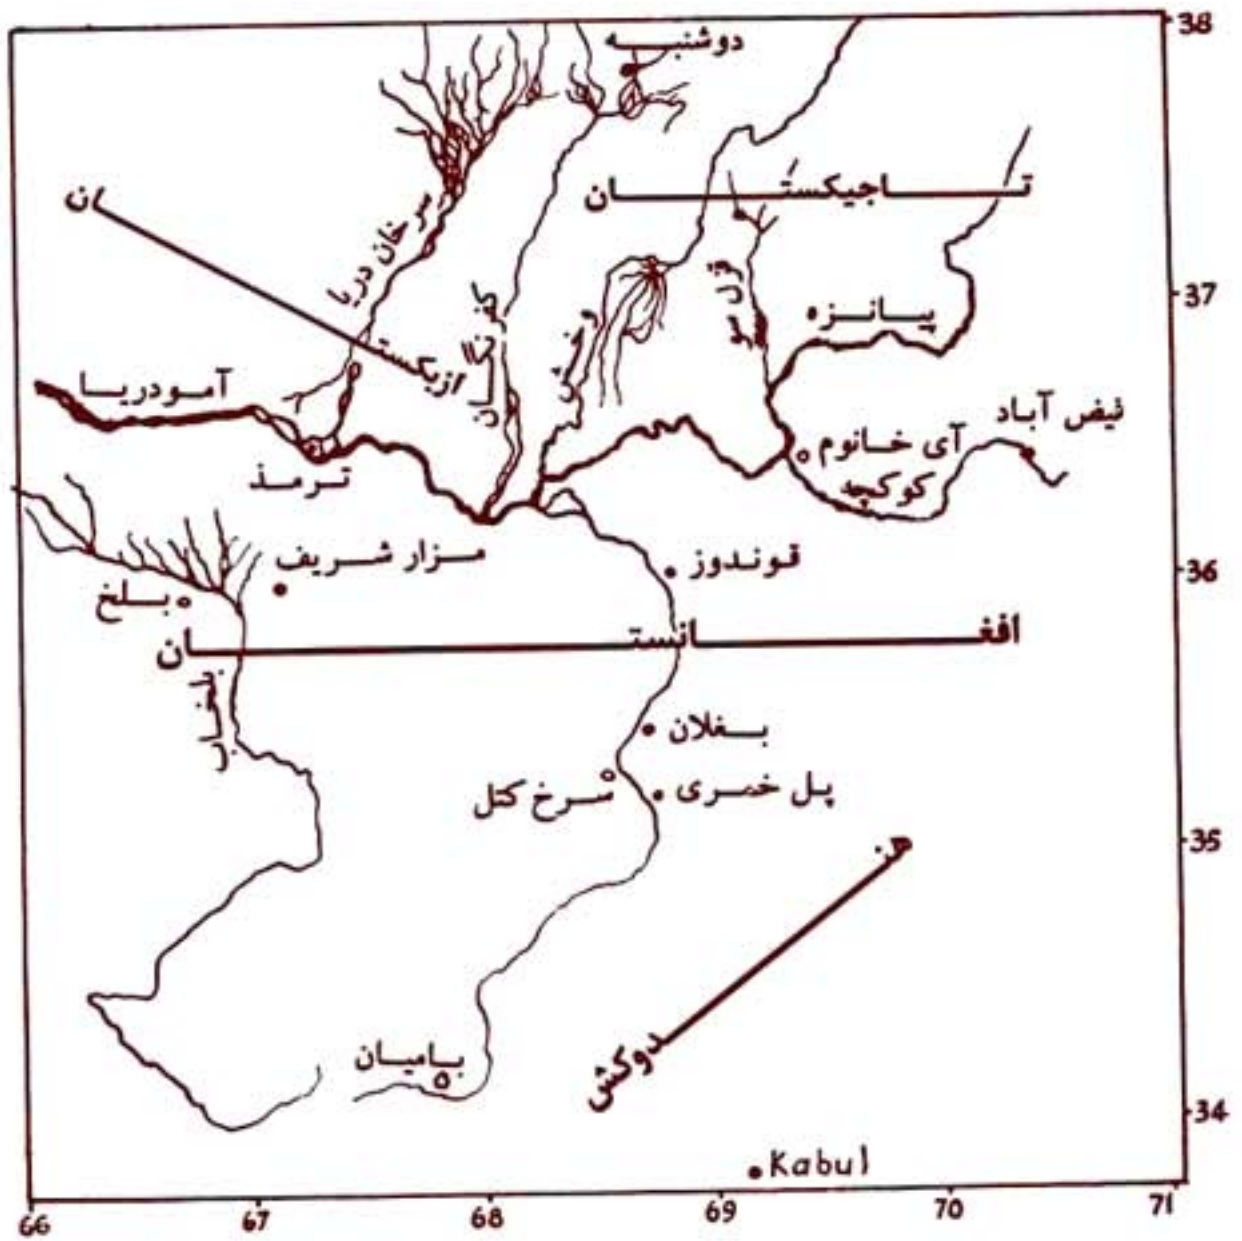 38
دوشنبه
تاجیکستان
ازبکستان
سرخان دریا
کفرنگان
وخش
قزل سو
37
پیانزه
آمودریا
نیض آباد
آی خانوم
کوکچه
ترمذ
مزار شریف
قوندوز
36
بلخ
افغانستان
بلخاب
بغلان
پل خمری
سرخ کتل
35
هندوکش
بامیان
34
Kabul
66 67 68 69 70 71